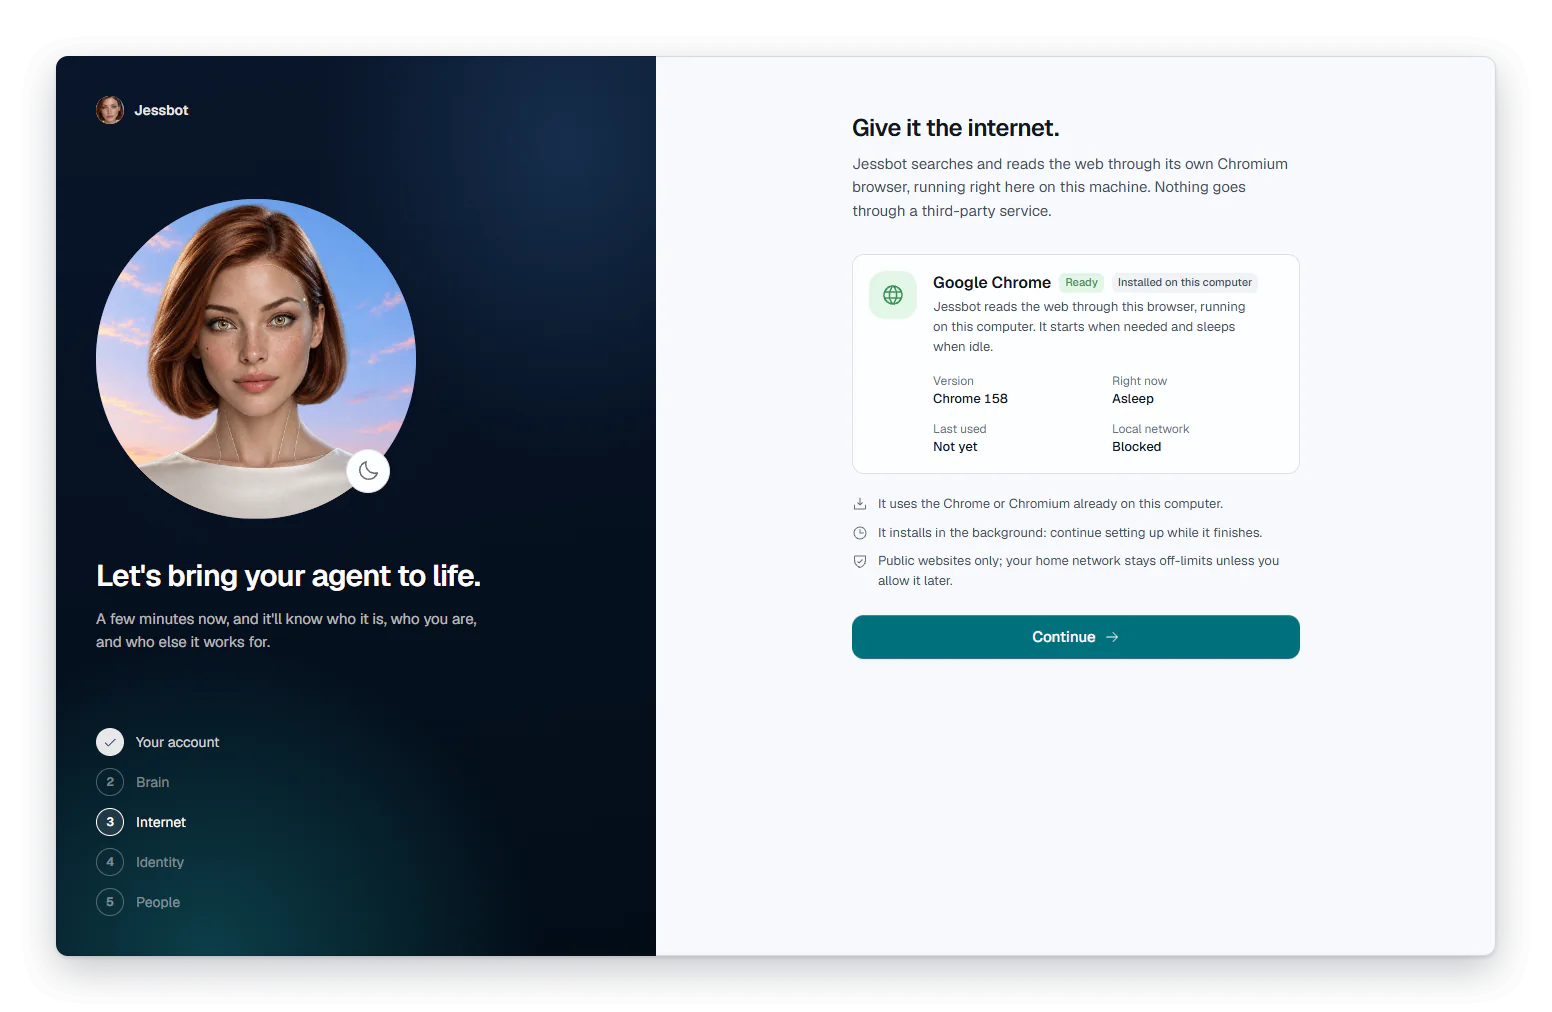 Jessbot
Let's bring your agent to life.
A few minutes now, and it'll know who it is, who you are,
and who else it works for.
Your account
2 Brain
3 Internet
4 Identity
5 People
Give it the internet.
Jessbot searches and reads the web through its own Chromium
browser, running right here on this machine. Nothing goes
through a third-party service.
Google Chrome Ready Installed on this computer
Jessbot reads the web through this browser, running
on this computer. It starts when needed and sleeps
when idle.
Version
Chrome 158
Right now
Asleep
Last used
Not yet
Local network
Blocked
It uses the Chrome or Chromium already on this computer.
It installs in the background: continue setting up while it finishes.
Public websites only; your home network stays off-limits unless you
allow it later.
Continue →